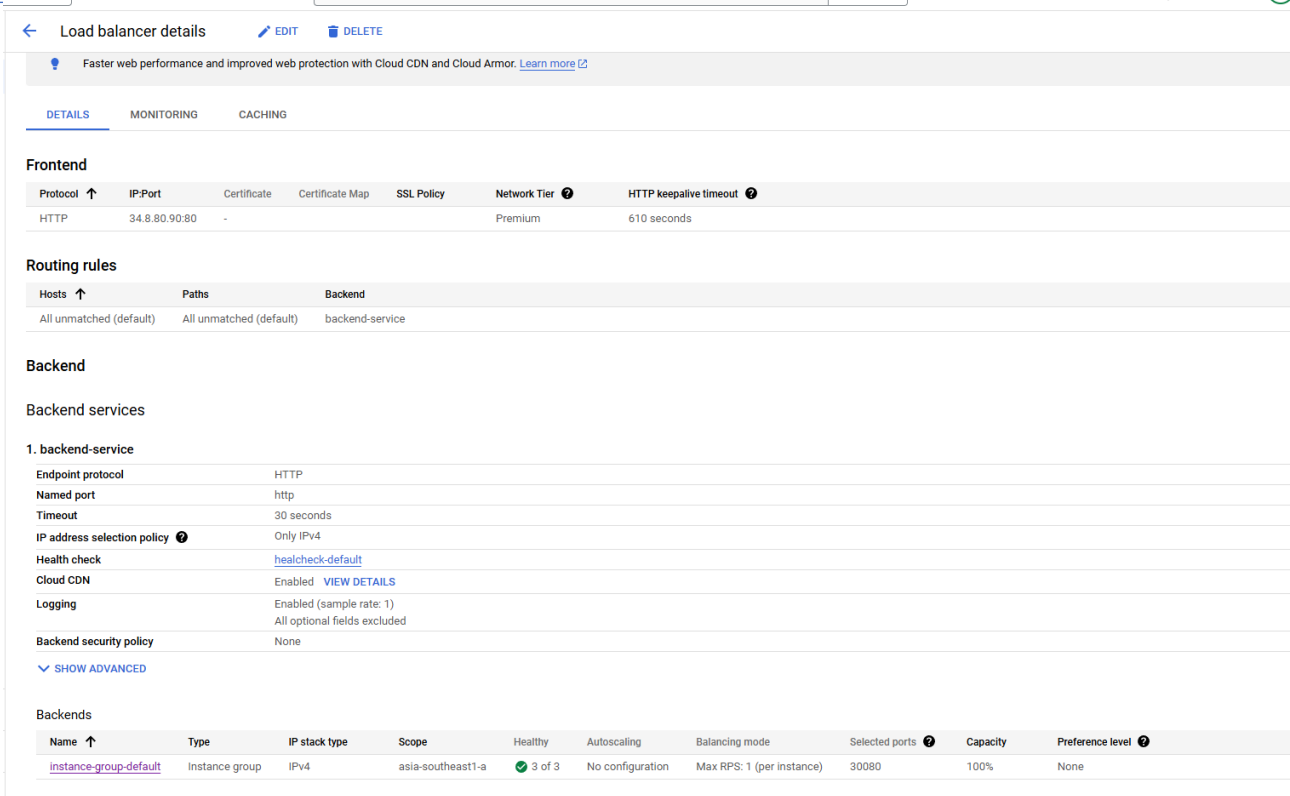 Load balancer details EDIT DELETE
Faster web performance and improved web protection with Cloud CDN and Cloud Armor. Learn more
DETAILS MONITORING CACHING
Frontend
Protocol IP:Port Certificate Certificate Map SSL Policy Network Tier HTTP keepalive timeout
HTTP 34.8.80.90:80 - Premium 610 seconds
Routing rules
Hosts Paths Backend
All unmatched (default) All unmatched (default) backend-service
Backend
Backend services
1. backend-service
Endpoint protocol HTTP
Named port http
Timeout 30 seconds
IP address selection policy Only IPv4
Health check healcheck-default
Cloud CDN Enabled VIEW DETAILS
Logging Enabled (sample rate: 1)
All optional fields excluded
Backend security policy None
SHOW ADVANCED
Backends
Name Type IP stack type Scope Healthy Autoscaling Balancing mode Selected ports Capacity Preference level
instance-group-default Instance group IPv4 asia-southeast1-a 3 of 3 No configuration Max RPS: 1 (per instance) 30080 100% None